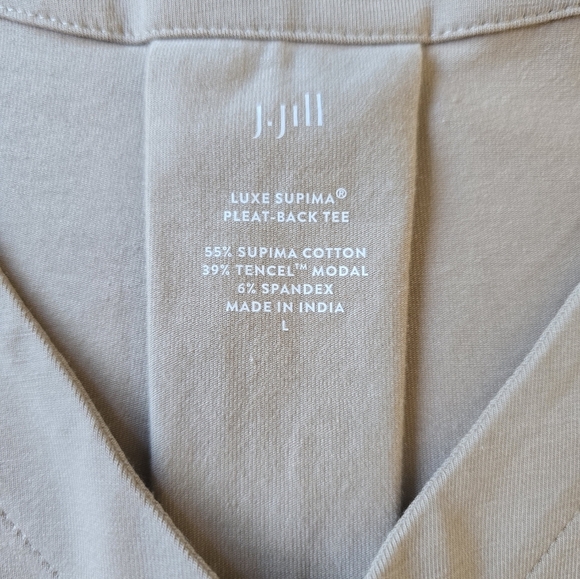 J.Jill
LUXE SUPIMA®
PLEAT-BACK TEE
55% SUPIMA COTTON
39% TENCEL™ MODAL
6% SPANDEX
MADE IN INDIA
L